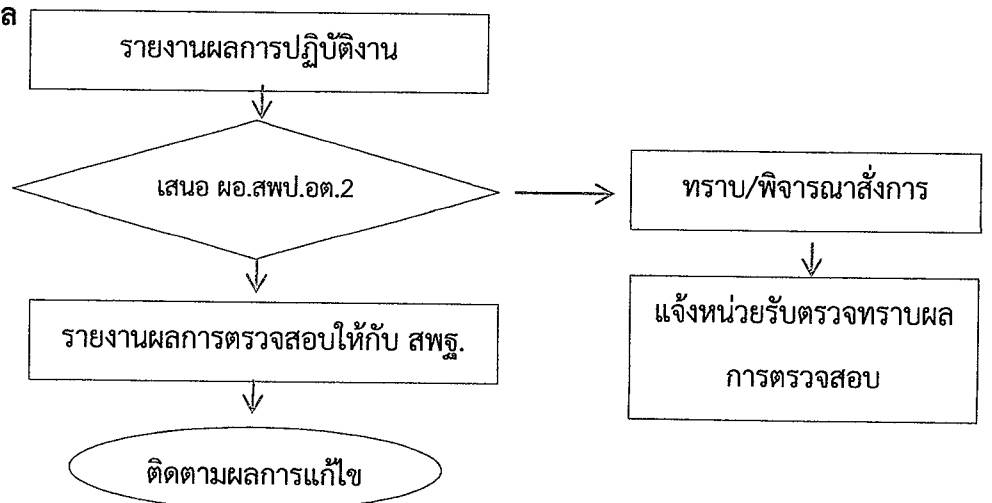 ล
รายงานผลการปฏิบัติงาน
เสนอ ผอ.สพป.อต.2
ทราบ/พิจารณาสั่งการ
รายงานผลการตรวจสอบให้กับ สพฐ.
แจ้งหน่วยรับตรวจทราบผล
การตรวจสอบ
ติดตามผลการแก้ไข